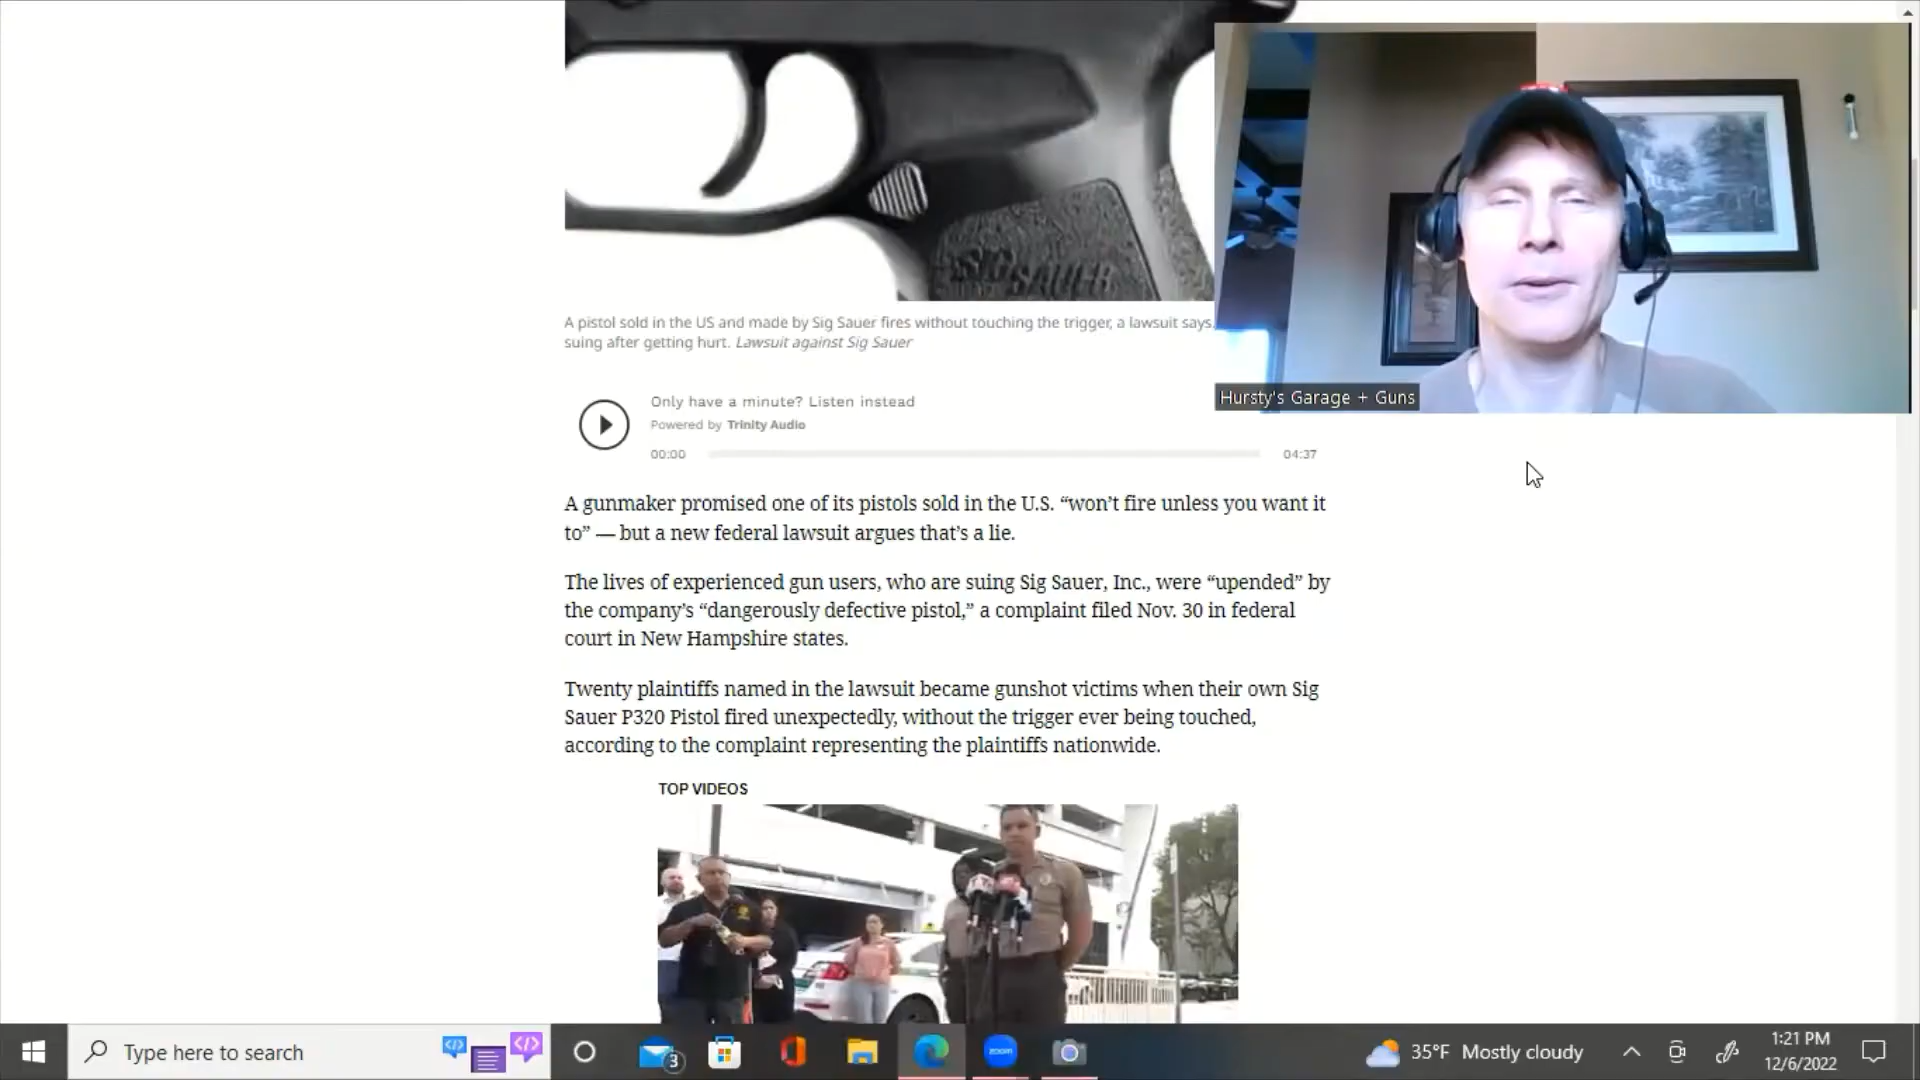 SIG SAUER
A pistol sold in the US and made by Sig Sauer fires without touching the trigger, a lawsuit says.
suing after getting hurt. Lawsuit against Sig Sauer
Hursty's Garage + Guns
Only have a minute? Listen instead
Powered by Trinity Audio
00:00
04:37
A gunmaker promised one of its pistols sold in the U.S. “won’t fire unless you want it
to” — but a new federal lawsuit argues that’s a lie.
The lives of experienced gun users, who are suing Sig Sauer, Inc., were “upended” by
the company’s “dangerously defective pistol,” a complaint filed Nov. 30 in federal
court in New Hampshire states.
Twenty plaintiffs named in the lawsuit became gunshot victims when their own Sig
Sauer P320 Pistol fired unexpectedly, without the trigger ever being touched,
according to the complaint representing the plaintiffs nationwide.
TOP VIDEOS
Type here to search
3
zoom
35°F Mostly cloudy
1:21 PM
12/6/2022